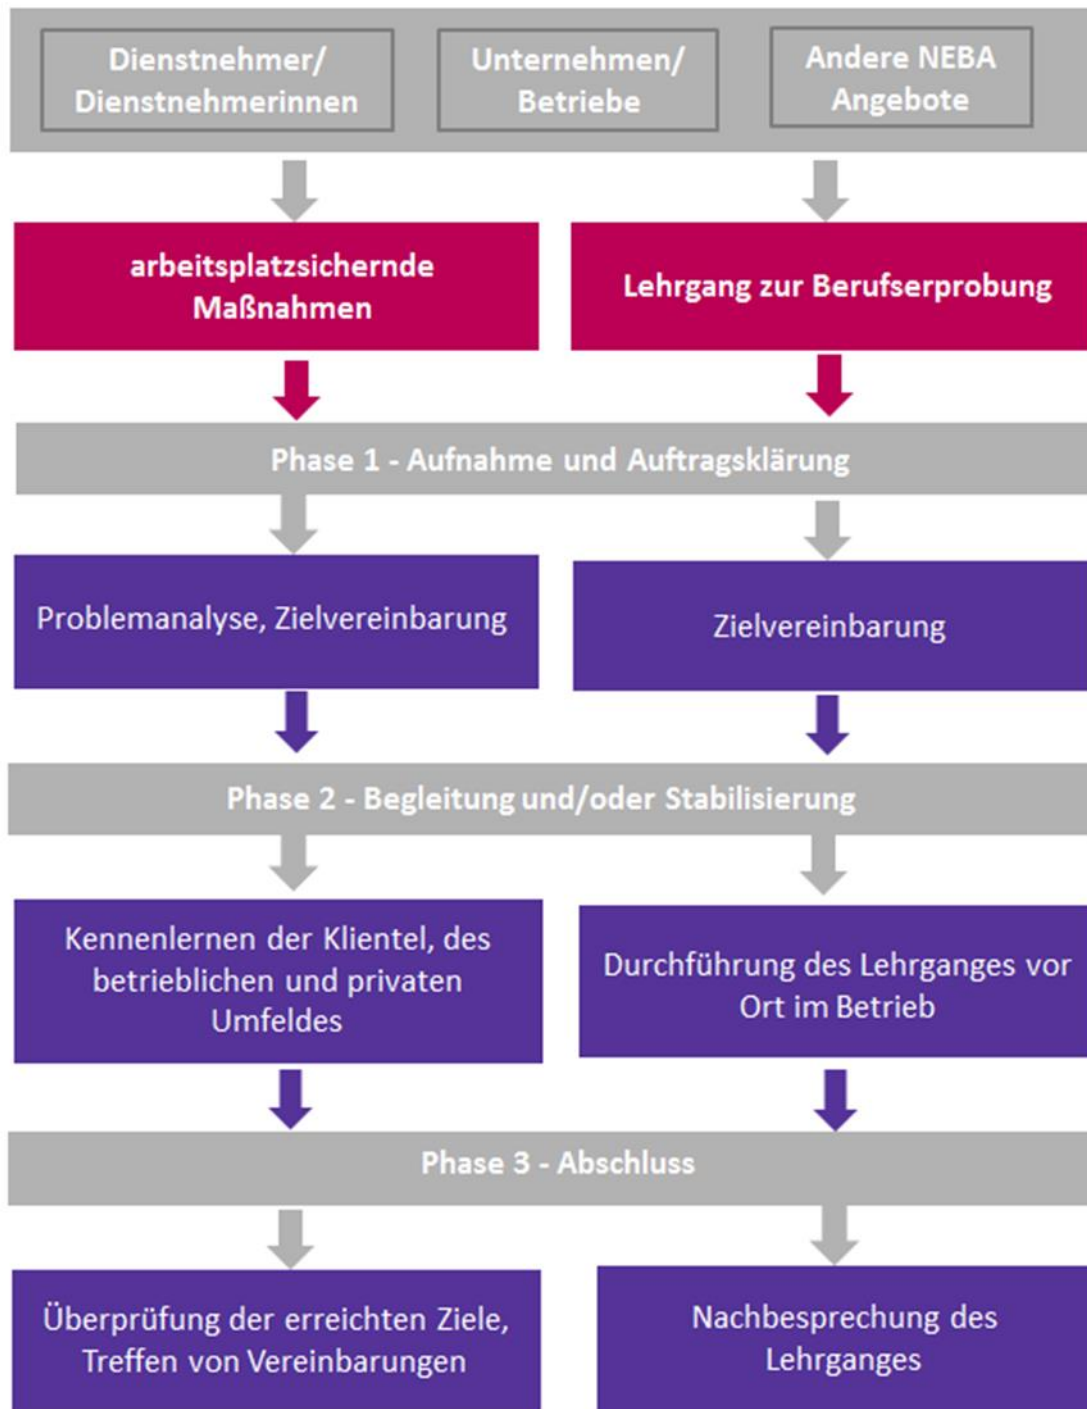 Dienstnehmer/
Dienstnehmerinnen
Unternehmen/
Betriebe
Andere NEBA
Angebote
arbeitsplatzsichernde
Maßnahmen
Lehrgang zur Berufserprobung
Phase 1 - Aufnahme und Auftragsklärung
Problemanalyse, Zielvereinbarung
Zielvereinbarung
Phase 2 - Begleitung und/oder Stabilisierung
Kennenlernen der Klientel, des
betrieblichen und privaten
Umfeldes
Durchführung des Lehrganges vor
Ort im Betrieb
Phase 3 - Abschluss
Überprüfung der erreichten Ziele,
Treffen von Vereinbarungen
Nachbesprechung des
Lehrganges